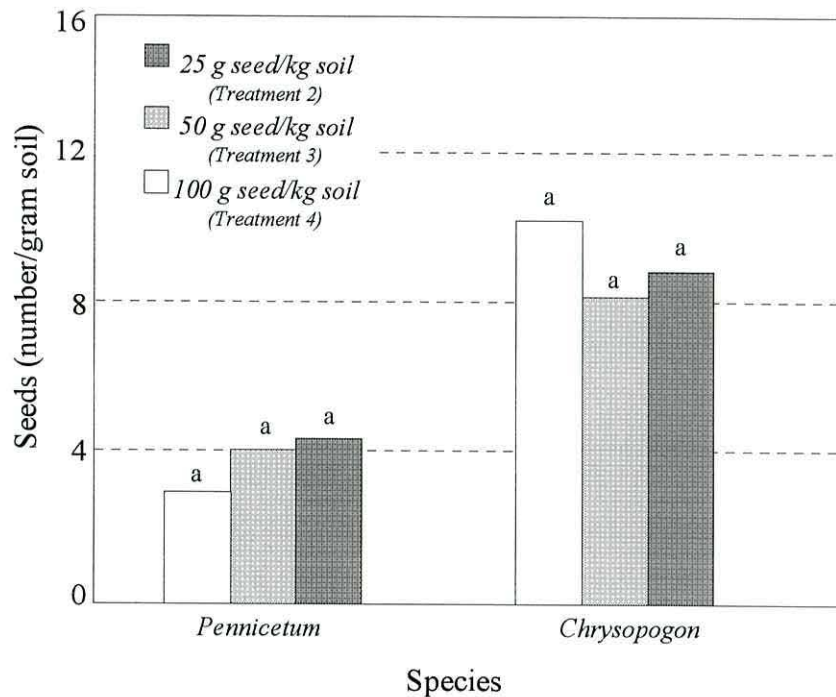 16
25 g seed/kg soil
(Treatment 2)
50 g seed/kg soil
(Treatment 3)
12
100 g seed/kg soil
(Treatment 4)
a
a
a
8
Seeds (number/gram soil)
a
a
4
a
0
Pennicetum
Chrysopogon
Species